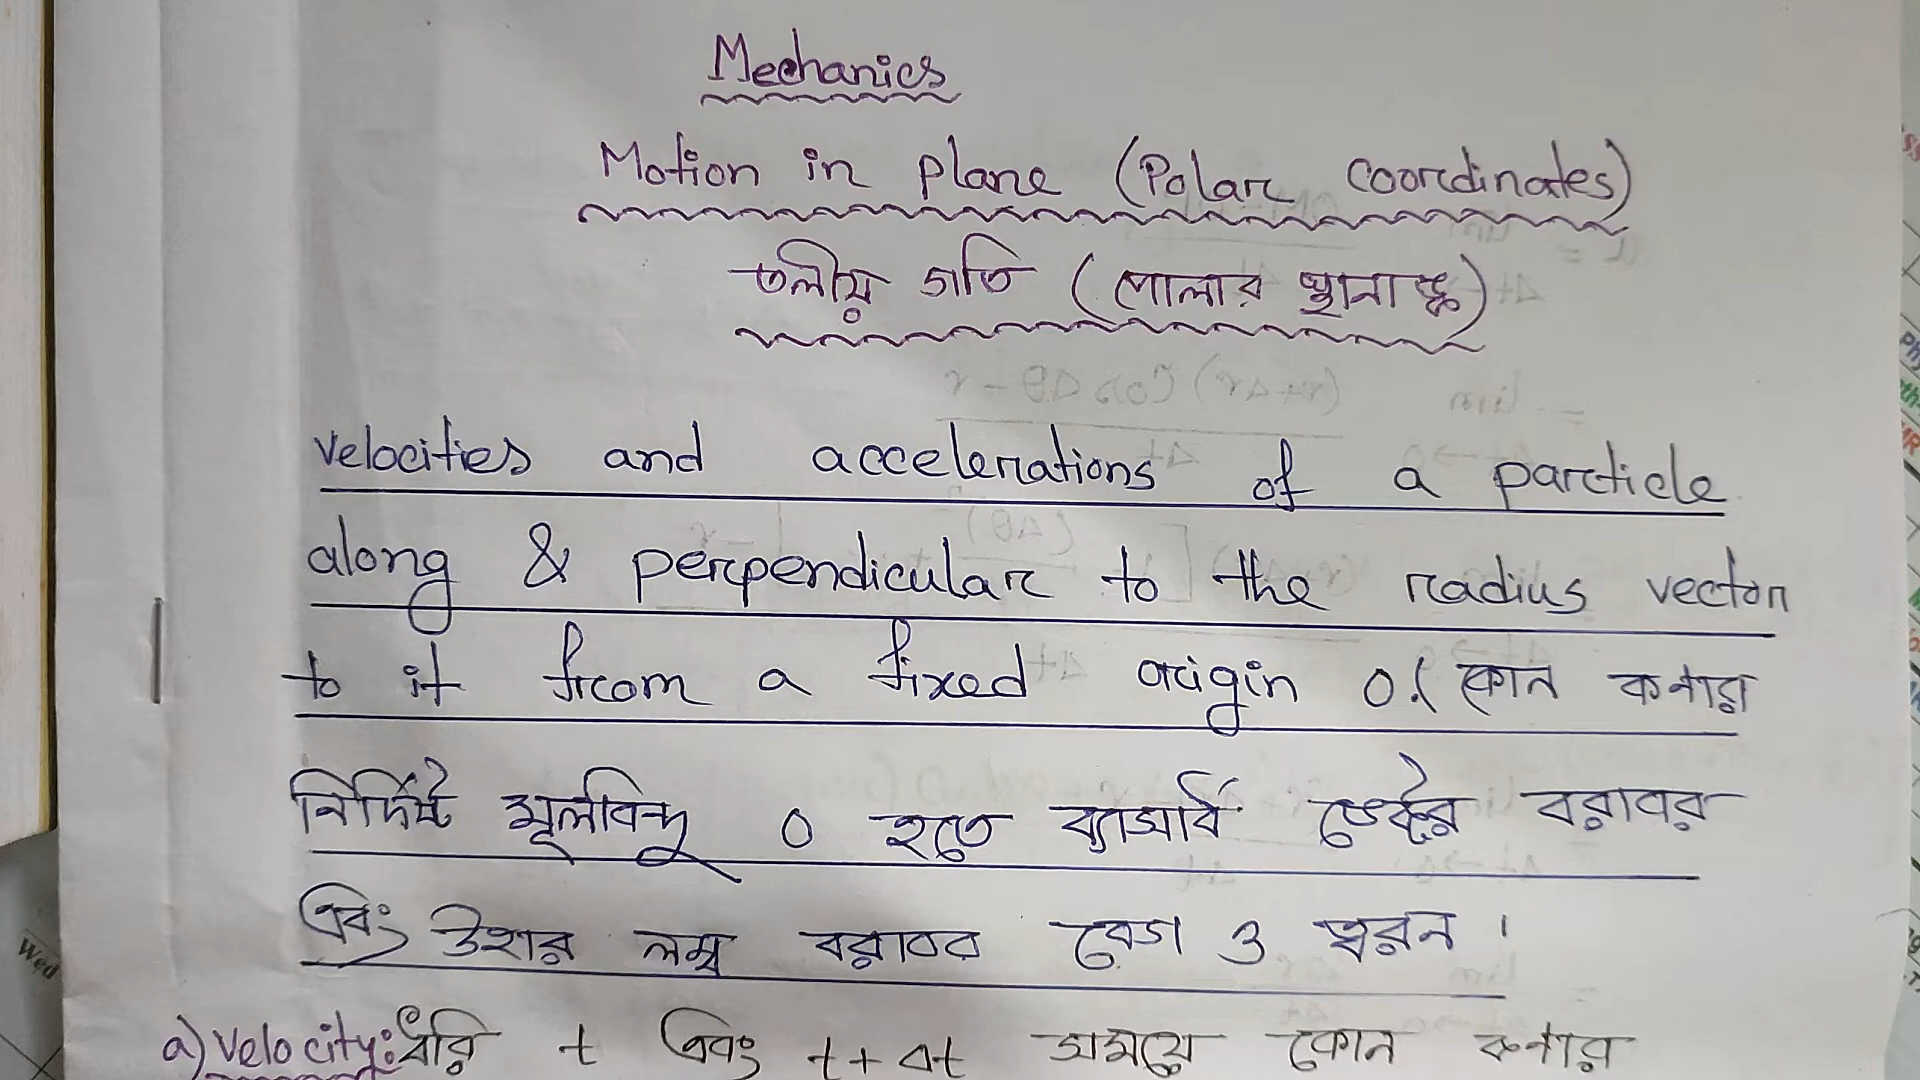 Mechanics
Motion in plane (Polar coordinates)
তলীয় গতি (পোলার স্থানাঙ্ক)
velocities and accelerations of a particle
along & perpendicular to the radius vector
to it from a fixed origin O. (কোন কণার
নির্দিষ্ট মূলবিন্দু O হতে ব্যাসার্ধ ভেক্টর বরাবর
এবং উহার লম্ব বরাবর বেগ ও ত্বরন।
a) velocity: ধরি t এবং t + Δt সময়ে কোন কণার
Wed